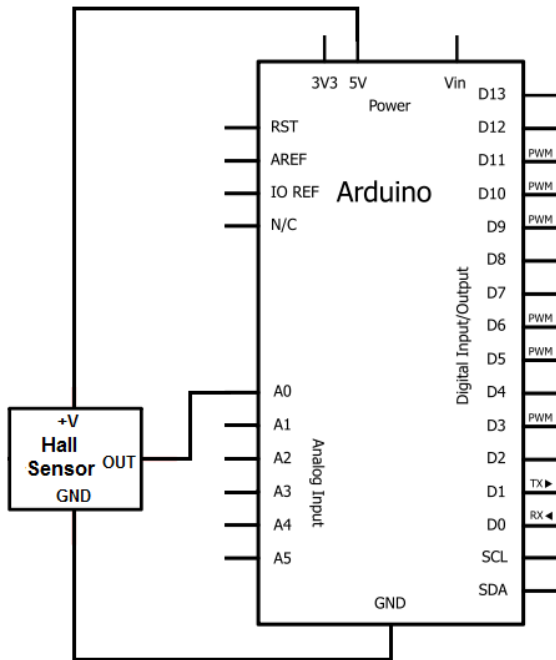 3V3 5V Vin
Power
Arduino
RST
AREF
IO REF
N/C
A0
A1
A2
A3
A4
A5
Analog Input
D13
D12
D11 PWM
D10 PWM
D9 PWM
D8
D7
D6 PWM
D5 PWM
D4
D3 PWM
D2
D1 TX ▶
D0 RX ◀
SCL
SDA
Digital Input/Output
GND
+V
Hall
Sensor OUT
GND